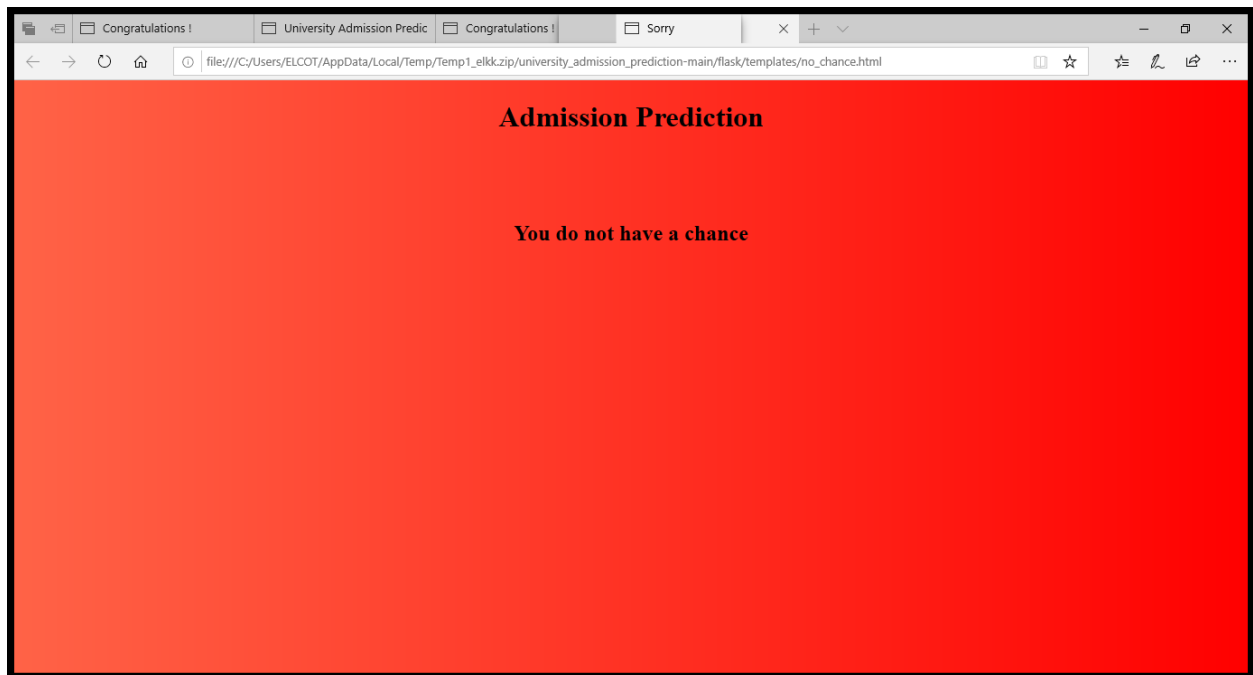 Congratulations ! University Admission Predic Congratulations ! Sorry
file:///C:/Users/ELCOT/AppData/Local/Temp/Temp1_elkk.zip/university_admission_prediction-main/flask/templates/no_chance.html
Admission Prediction
You do not have a chance